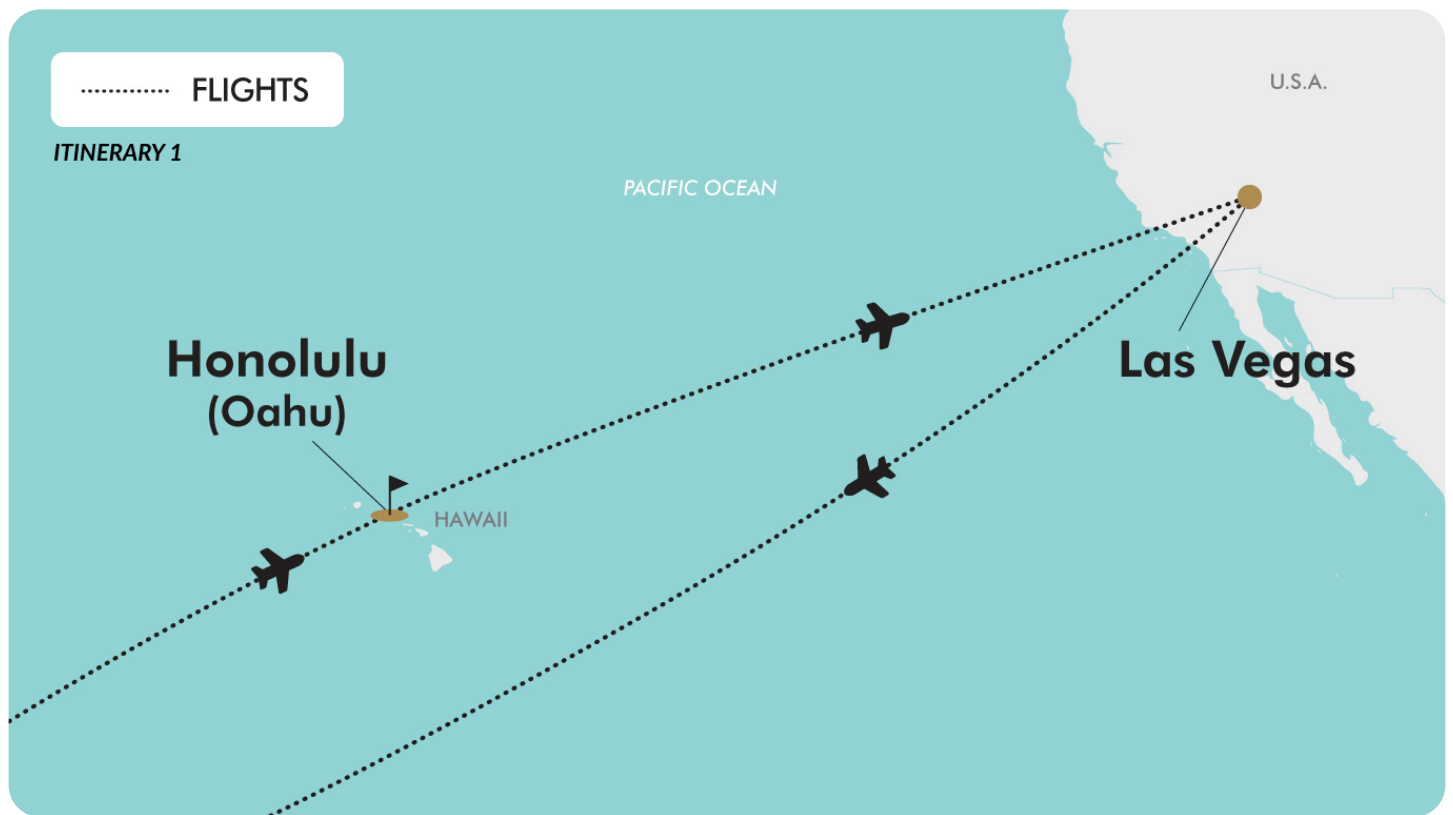 FLIGHTS
ITINERARY 1
U.S.A.
PACIFIC OCEAN
Honolulu
(Oahu)
Las Vegas
HAWAII